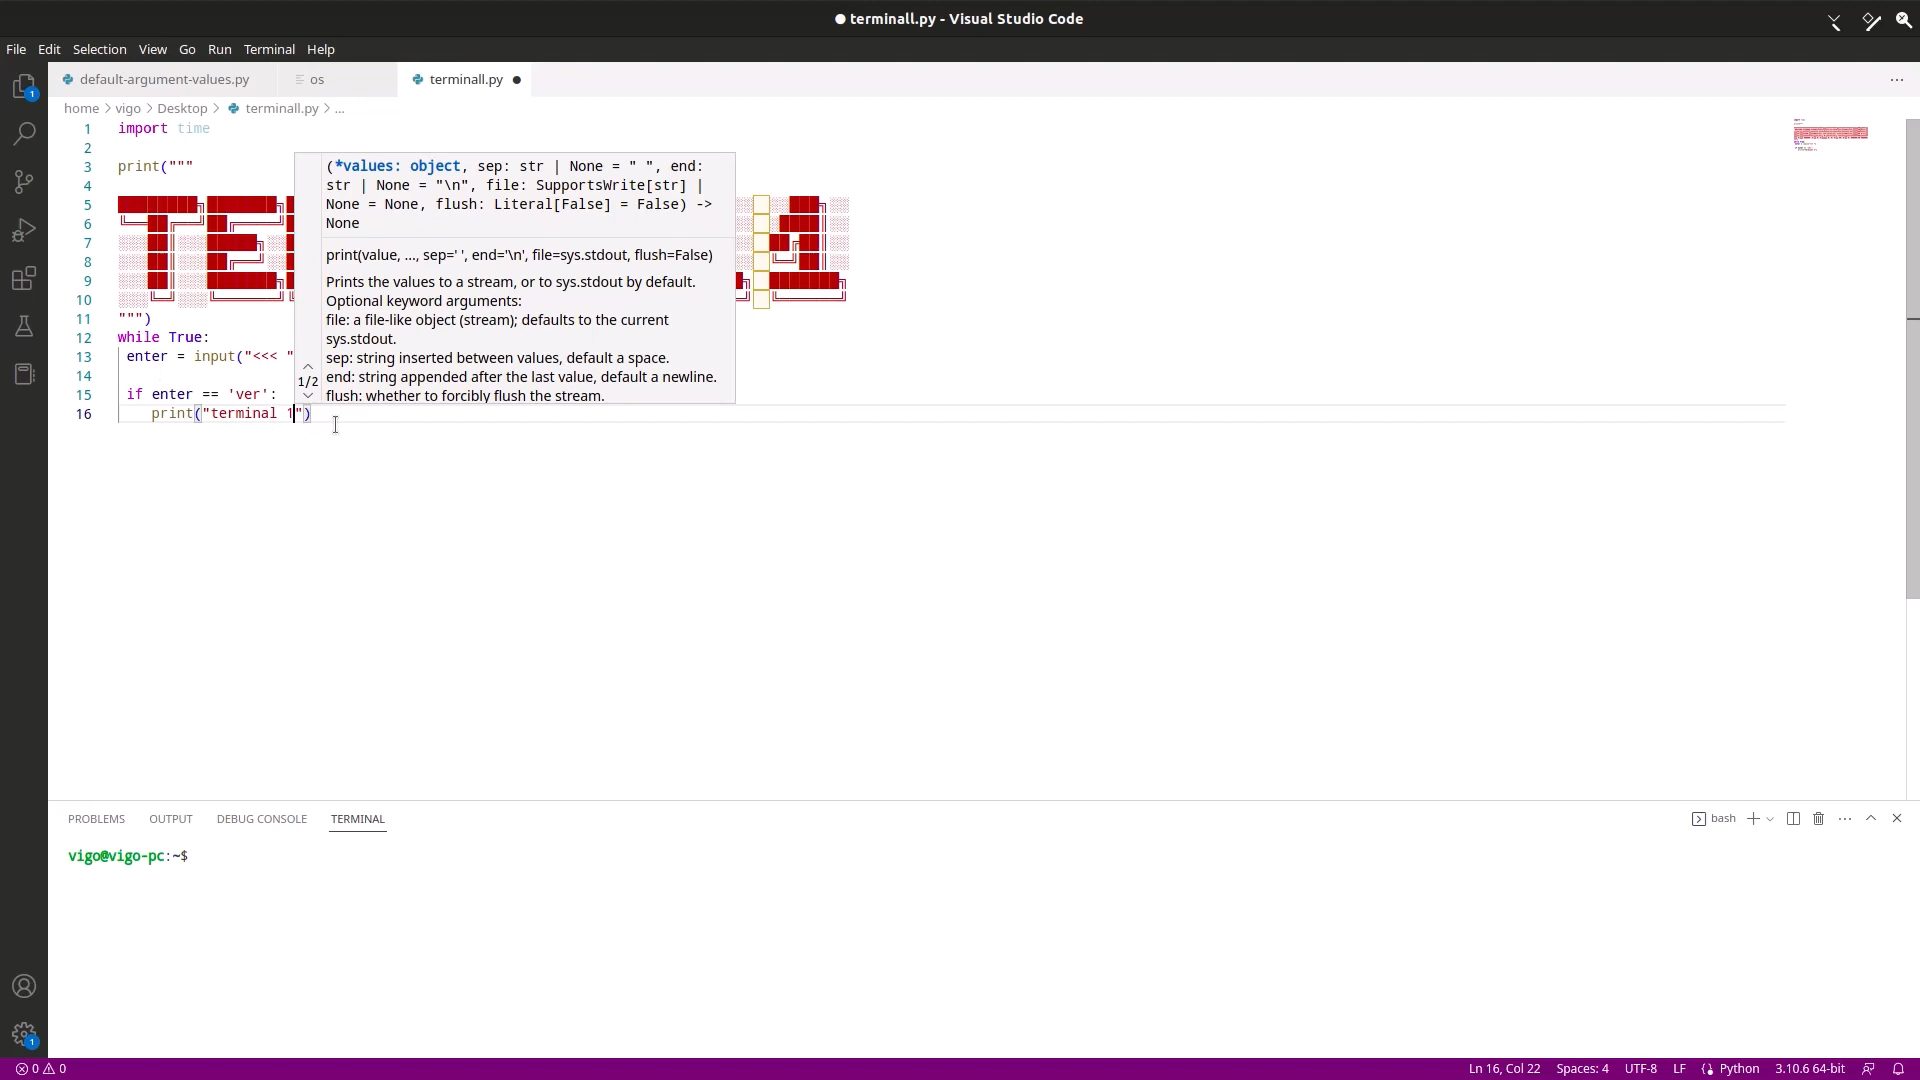 terminall.py - Visual Studio Code
File Edit Selection View Go Run Terminal Help
default-argument-values.py os terminall.py
home > vigo > Desktop > terminall.py > ...
1 import time
2
3 print("""
4
5
6
7
8
9
10
11 """)
12 while True:
13 enter = input("<<< "
14
15 if enter == 'ver':
16 print("terminal 1")
(*values: object, sep: str | None = " ", end:
str | None = "\n", file: SupportsWrite[str] |
None = None, flush: Literal[False] = False) ->
None
print(value, ..., sep=' ', end='\n', file=sys.stdout, flush=False)
Prints the values to a stream, or to sys.stdout by default.
Optional keyword arguments:
file: a file-like object (stream); defaults to the current
sys.stdout.
sep: string inserted between values, default a space.
end: string appended after the last value, default a newline.
flush: whether to forcibly flush the stream.
1/2
PROBLEMS OUTPUT DEBUG CONSOLE TERMINAL
bash
vigo@vigo-pc:~$
1
1
0 0
Ln 16, Col 22 Spaces: 4 UTF-8 LF Python 3.10.6 64-bit